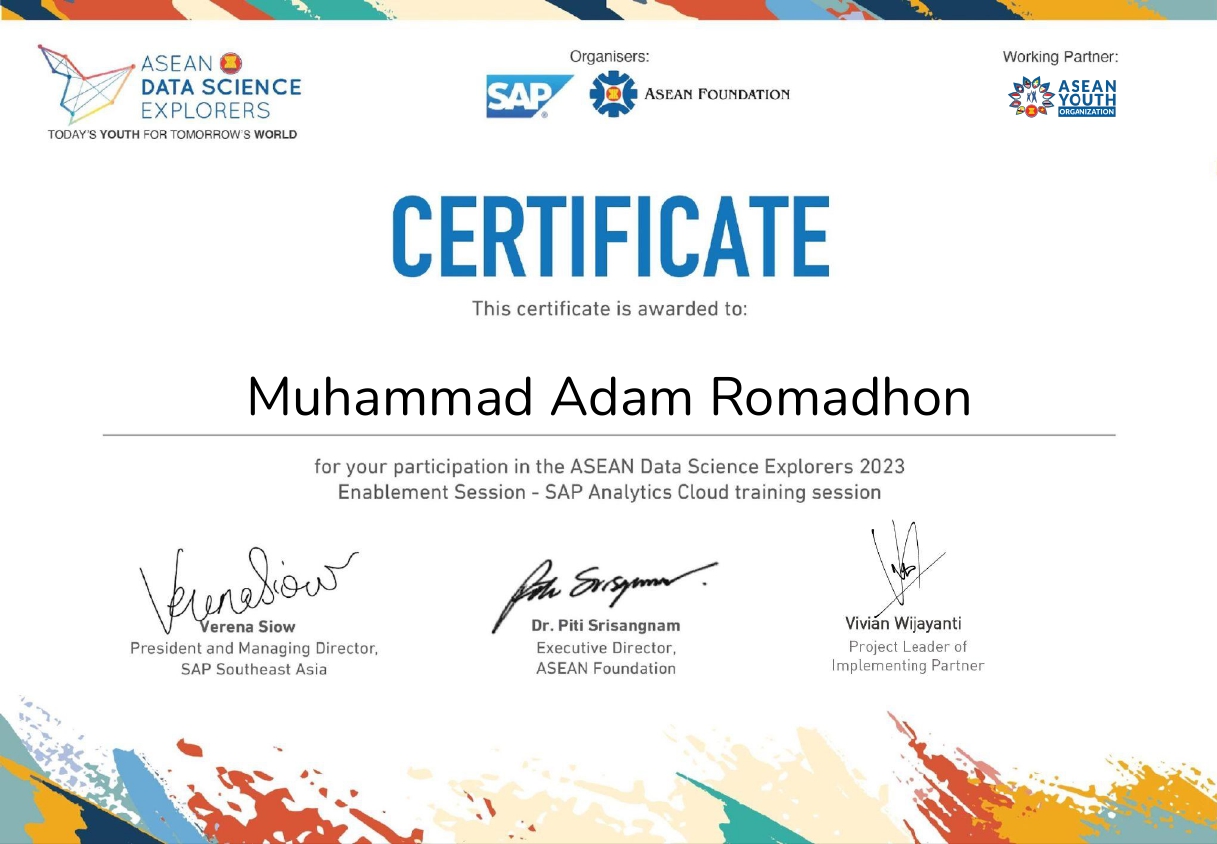 ASEAN
DATA SCIENCE
EXPLORERS
TODAY'S YOUTH FOR TOMORROW'S WORLD
Organisers:
SAP ®
ASEAN FOUNDATION
Working Partner:
ASEAN
YOUTH
ORGANIZATION
CERTIFICATE
This certificate is awarded to:
Muhammad Adam Romadhon
for your participation in the ASEAN Data Science Explorers 2023
Enablement Session - SAP Analytics Cloud training session
Verena Siow
Verena Siow
President and Managing Director,
SAP Southeast Asia
Dr. Piti Srisangnam
Executive Director,
ASEAN Foundation
Vivian Wijayanti
Project Leader of
Implementing Partner